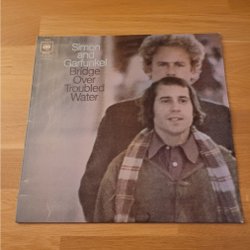 Simon
and
Garfunkel
Bridge
Over
Troubled
Water